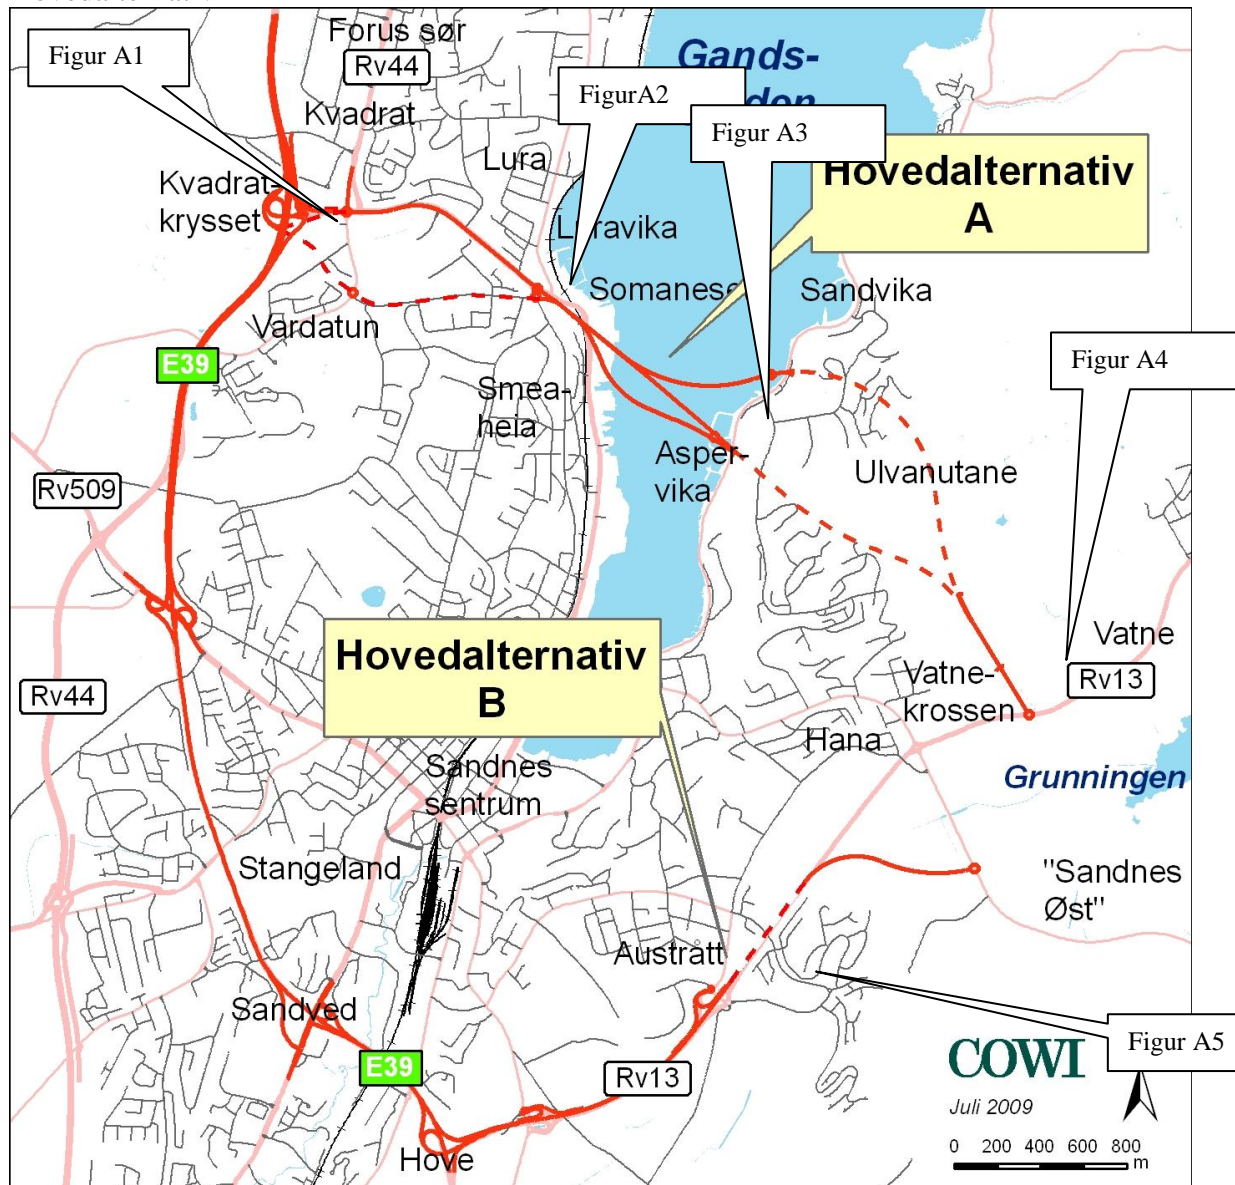 Forus sør
Rv44
Kvadrat
Figur A1
Gands-
FigurA2
Figur A3
Hovedalternativ
A
Lura
Kvadrat-
krysset
Somanese
Sandvika
Vardatun
E39
Figur A4
Smea-
heia
Asper-
vika
Ulvanutane
Rv509
Vatne
Rv13
Vatne-
krossen
Hovedalternativ
B
Rv44
Hana
Grunningen
Sandnes
sentrum
Stangeland
"Sandnes
Øst"
Austrått
Sandved
E39
Rv13
Figur A5
COWI
Juli 2009
Hove
0 200 400 600 800
m